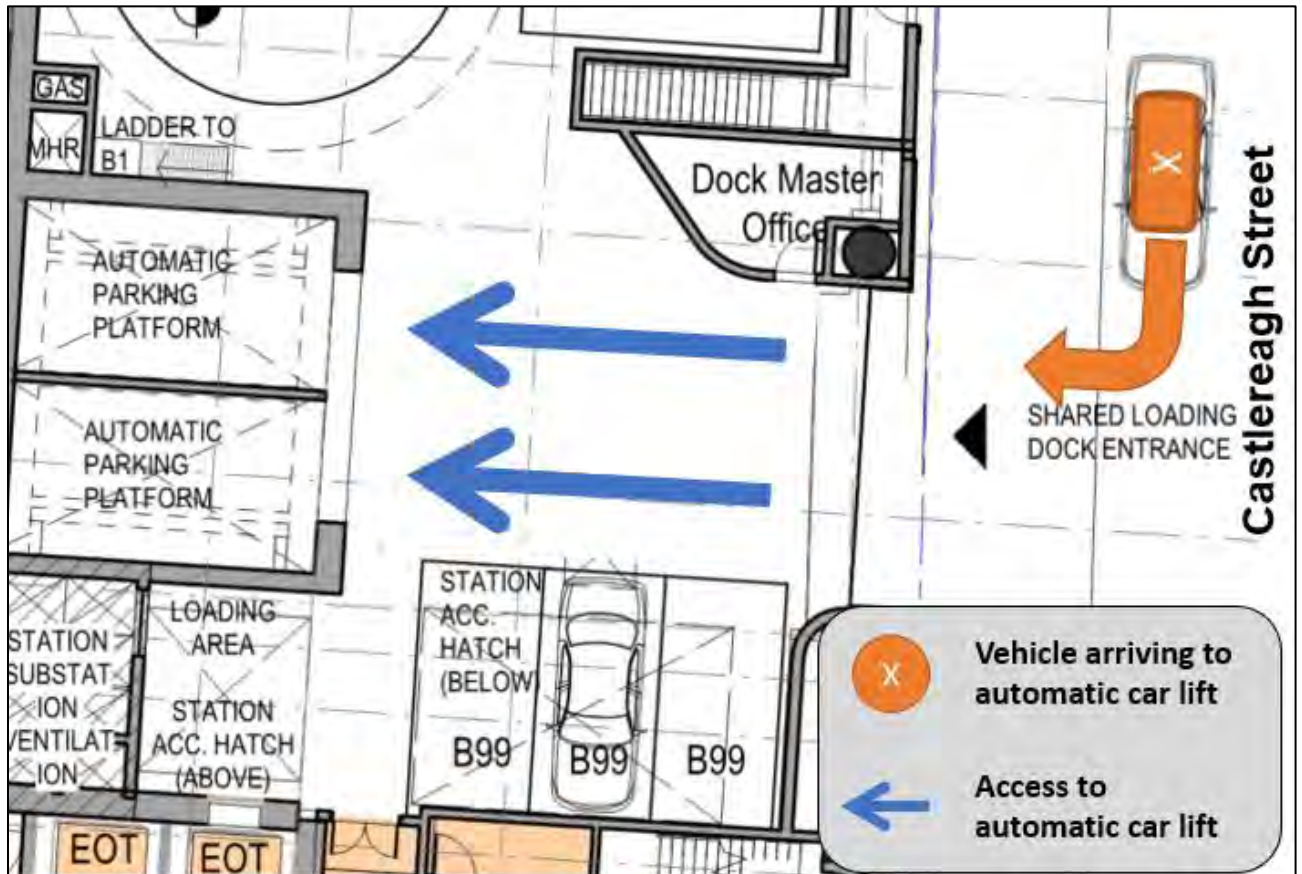 GAS
MHR
LADDER TO
B1
Dock Master
Office
AUTOMATIC
PARKING
PLATFORM
AUTOMATIC
PARKING
PLATFORM
X
Castlereagh Street
SHARED LOADING
DOCK ENTRANCE
STATION
SUBSTAT
ION
VENTILAT
ION
LOADING
AREA
STATION
ACC. HATCH
(ABOVE)
STATION
ACC.
HATCH
(BELOW)
B99
B99
B99
EOT
EOT
X
Vehicle arriving to
automatic car lift
Access to
automatic car lift